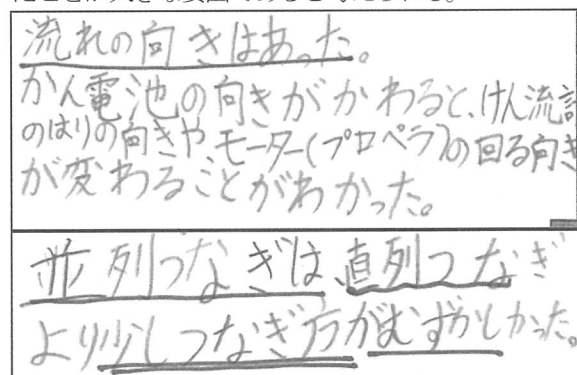 流れの向きはあった。
かん電池の向きがかわると、けん流計
のはりの向きや モーター(プロペラ)の回る向き
が変わることがわかった。
並列つなぎは、直列つなぎ
より少しつなぎ方がむずかしかった。